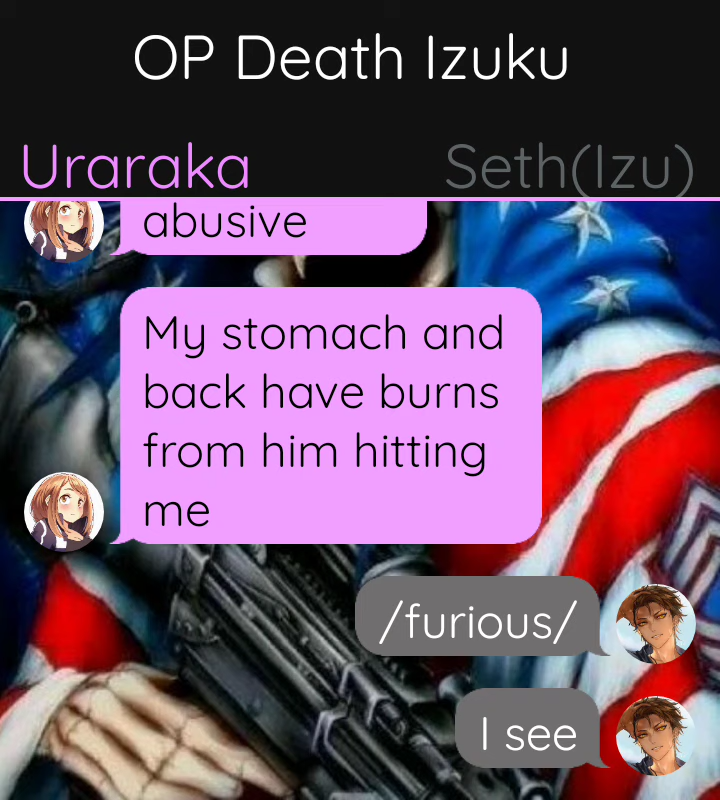 OP Death Izuku
Uraraka
Seth(Izu)
abusive
My stomach and
back have burns
from him hitting
me
/furious/
I see